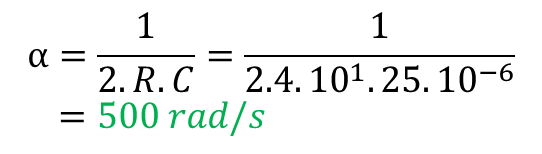 α = 1/(2. R. C) = 1/(2.4. 10¹. 25. 10⁻⁶)
= 500 rad/s